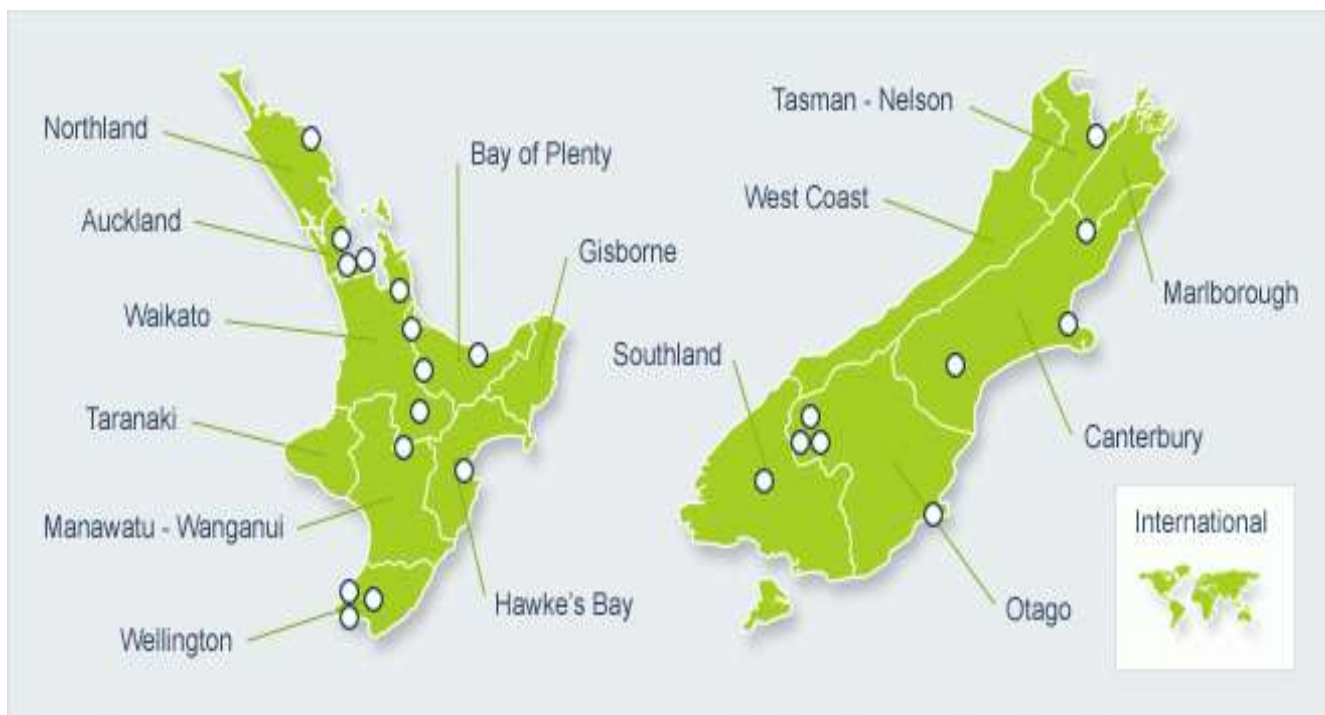 Northland
Auckland
Waikato
Taranaki
Manawatu - Wanganui
Wellington
Bay of Plenty
Gisborne
Hawke's Bay
Tasman - Nelson
West Coast
Southland
Marlborough
Canterbury
Otago
International